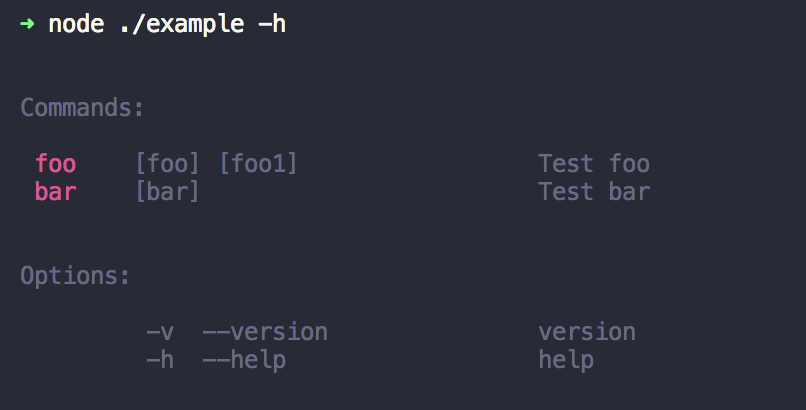 ➜ node ./example -h
Commands:
foo [foo] [foo1] Test foo
bar [bar] Test bar
Options:
-v --version version
-h --help help